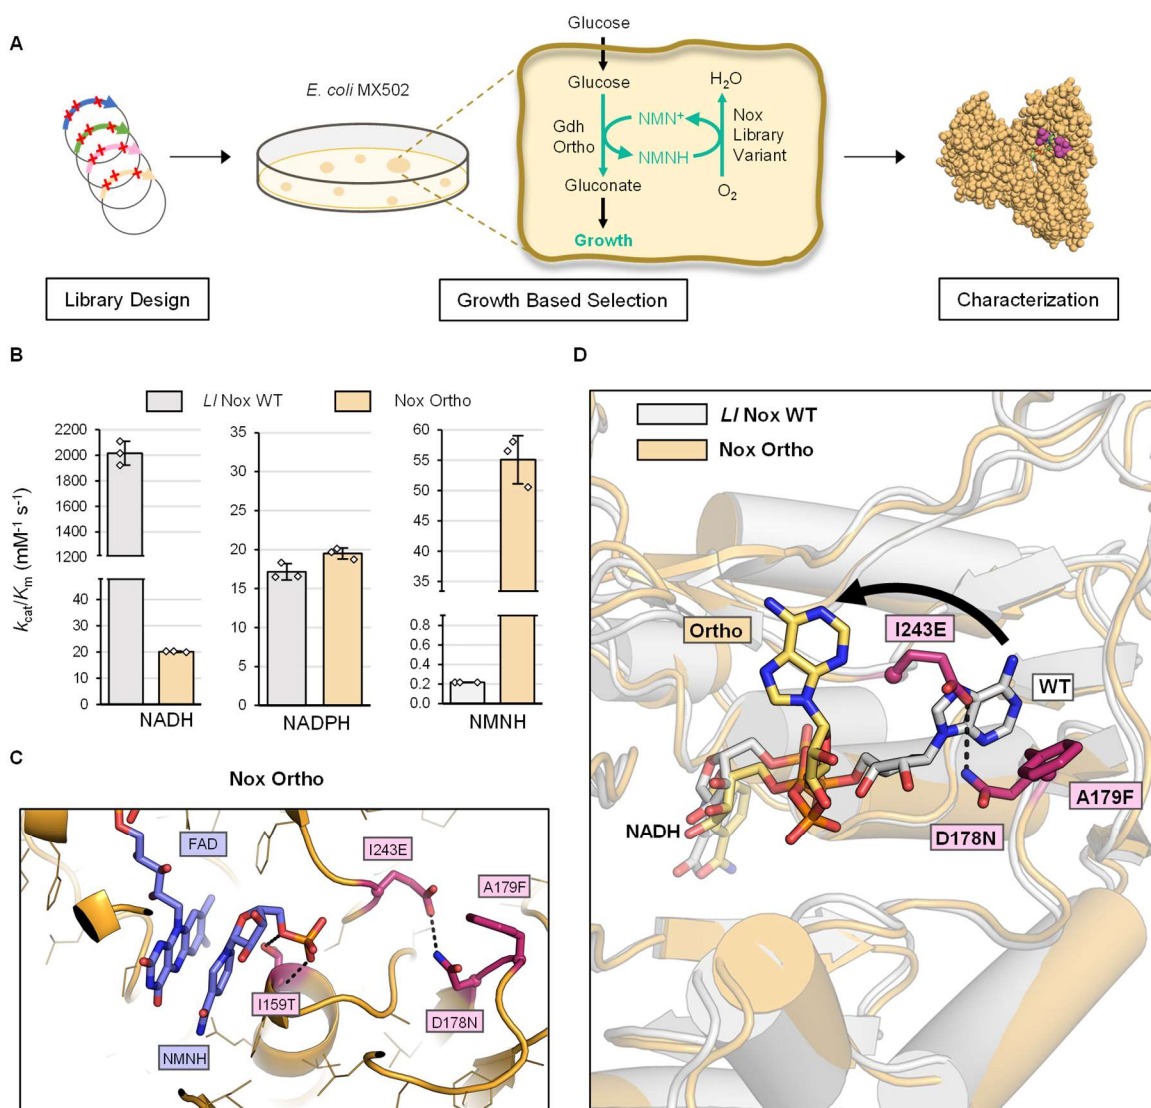 A
Glucose
E. coli MX502
Glucose
H₂O
Gdh
Ortho
NMN⁺
NMNH
Nox
Library
Variant
Gluconate
O₂
Growth
Library Design
Growth Based Selection
Characterization
B
Ll Nox WT
Nox Ortho
kcat/Km (mM⁻¹ s⁻¹)
2200
2000
1800
1600
1400
1200
40
30
20
10
0
NADH
35
30
25
20
15
10
5
0
NADPH
60
55
50
45
40
35
0.8
0.6
0.4
0.2
0.0
NMNH
C
Nox Ortho
FAD
I243E
A179F
I159T
D178N
NMNH
D
Ll Nox WT
Nox Ortho
Ortho
I243E
WT
A179F
NADH
D178N